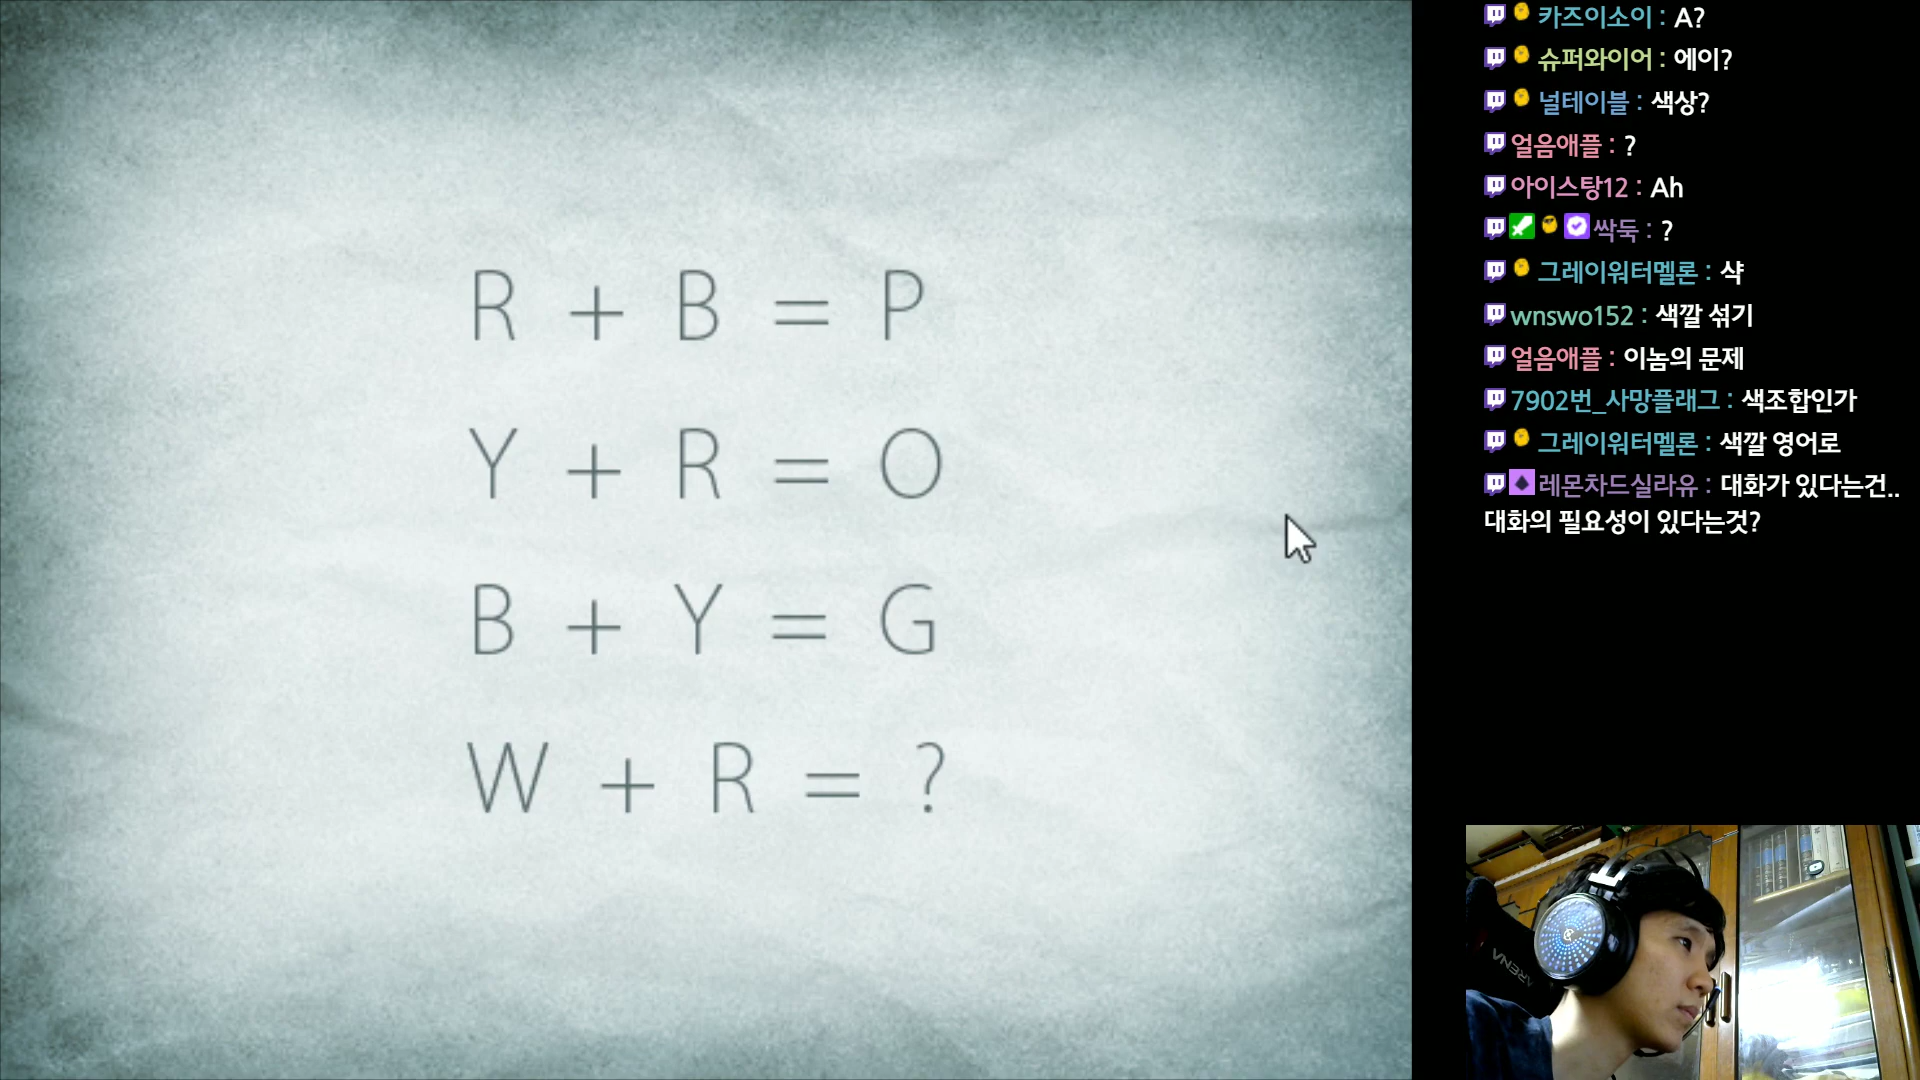 R + B = P
Y + R = O
B + Y = G
W + R = ?
카즈이소이 : A?
슈퍼와이어 : 에이?
널테이블 : 색상?
얼음애플 : ?
아이스탕12 : Ah
싹둑 : ?
그레이워터멜론 : 샥
wnswo152 : 색깔 섞기
얼음애플 : 이놈의 문제
7902번_사망플래그 : 색조합인가
그레이워터멜론 : 색깔 영어로
레몬차드실라유 : 대화가 있다는건..
대화의 필요성이 있다는것?
ARENA